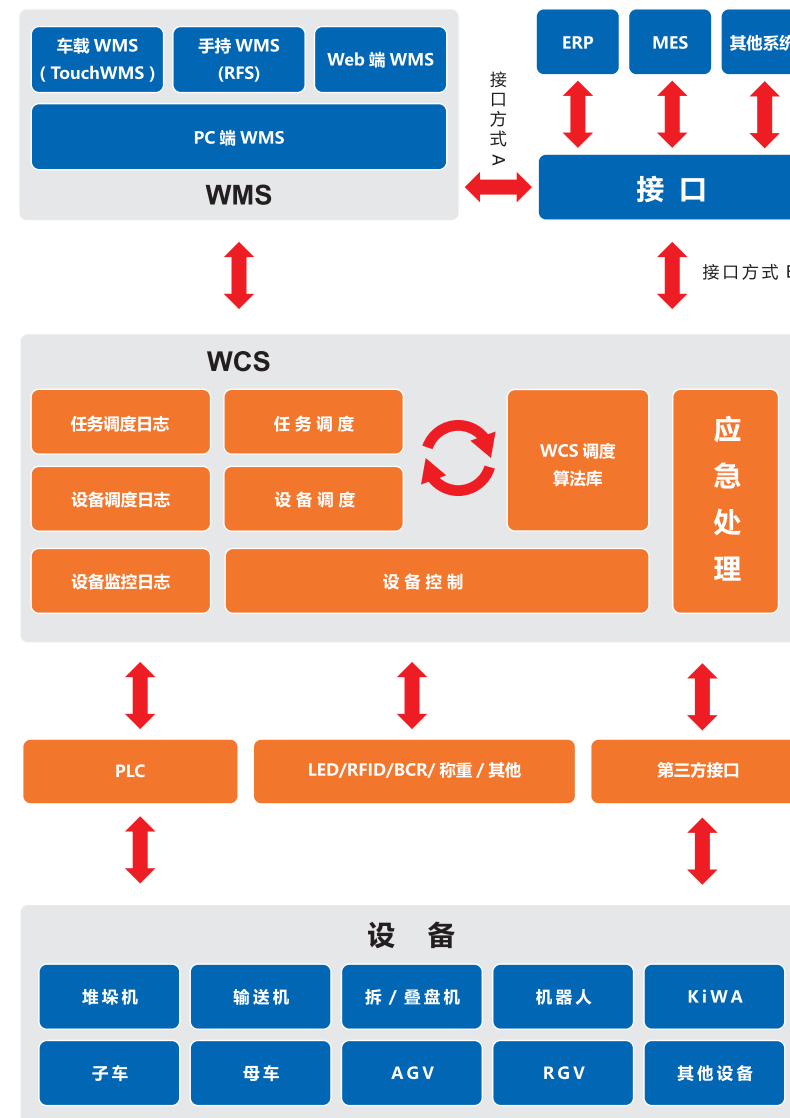 车载 WMS
( TouchWMS )
手持 WMS
(RFS)
Web 端 WMS
PC 端 WMS
WMS
接口方式 A
ERP
MES
其他系统
接 口
接口方式
WCS
任务调度日志
任 务 调 度
设备调度日志
设 备 调 度
WCS 调度
算法库
应急处理
设备监控日志
设 备 控 制
PLC
LED/RFID/BCR/ 称重 / 其他
第三方接口
设 备
堆垛机
输送机
拆 / 叠盘机
机器人
KiWA
子车
母车
AGV
RGV
其他设备